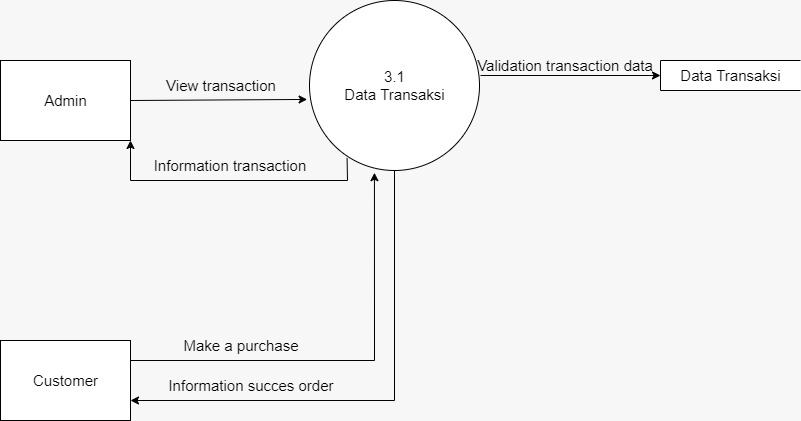 3.1
Data Transaksi
Validation transaction data
Data Transaksi
Admin
View transaction
Information transaction
Make a purchase
Customer
Information succes order